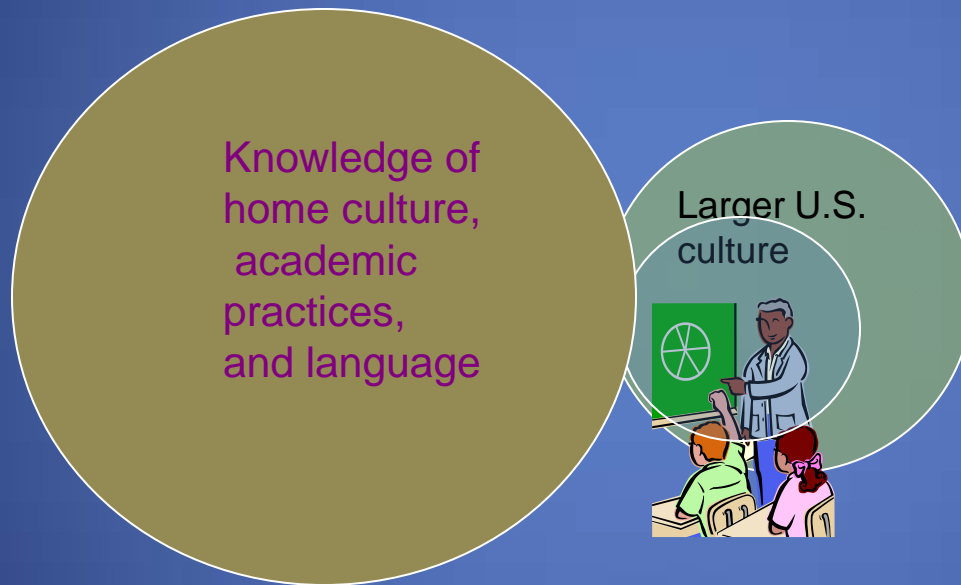 Knowledge of
home culture,
academic
practices,
and language
Larger U.S.
culture